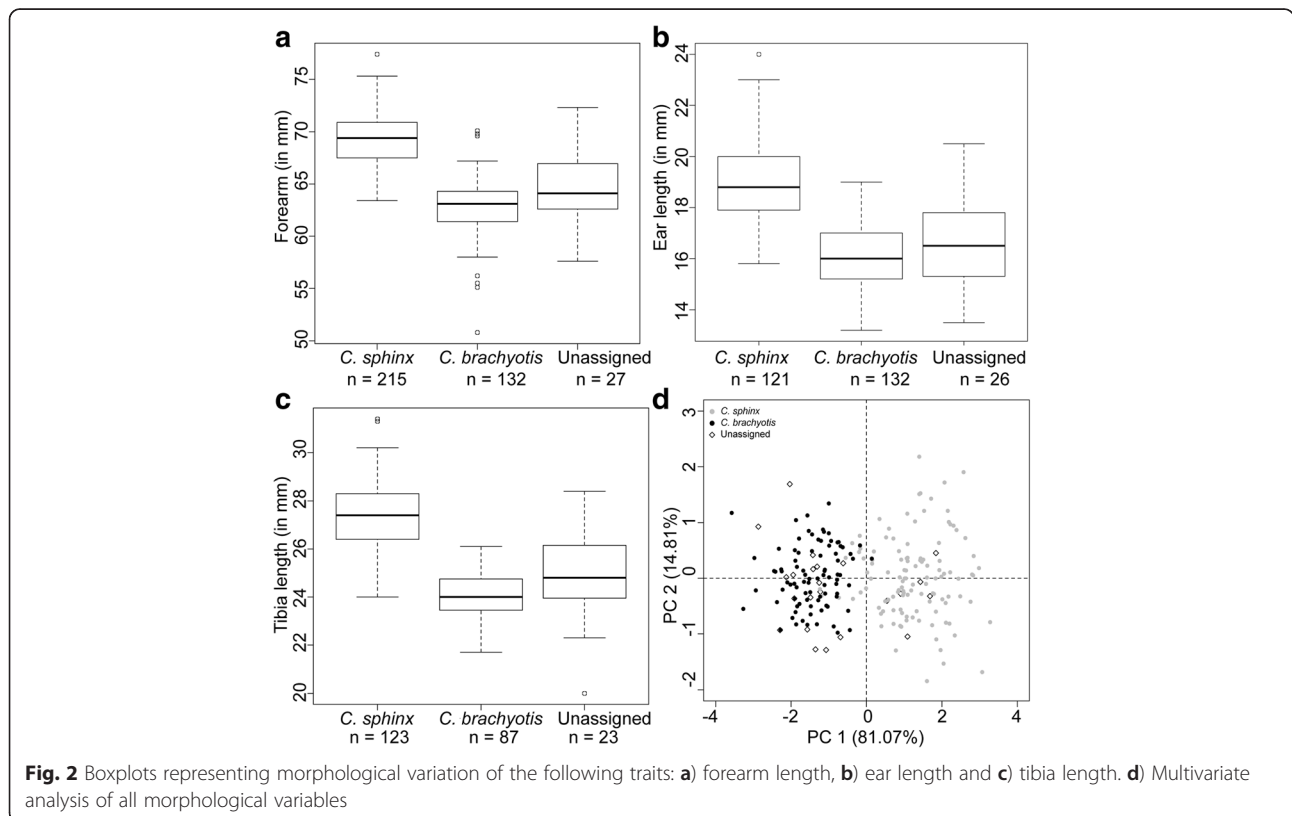 a
Forearm (in mm)
75
70
65
60
55
50
C. sphinx C. brachyotis Unassigned
n = 215 n = 132 n = 27
b
Ear length (in mm)
24
22
20
18
16
14
C. sphinx C. brachyotis Unassigned
n = 121 n = 132 n = 26
c
Tibia length (in mm)
30
28
26
24
22
20
C. sphinx C. brachyotis Unassigned
n = 123 n = 87 n = 23
d
C. sphinx
C. brachyotis
Unassigned
PC 2 (14.81%)
3
2
1
0
-1
-2
-4 -2 0 2 4
PC 1 (81.07%)
Fig. 2 Boxplots representing morphological variation of the following traits: a) forearm length, b) ear length and c) tibia length. d) Multivariate
analysis of all morphological variables